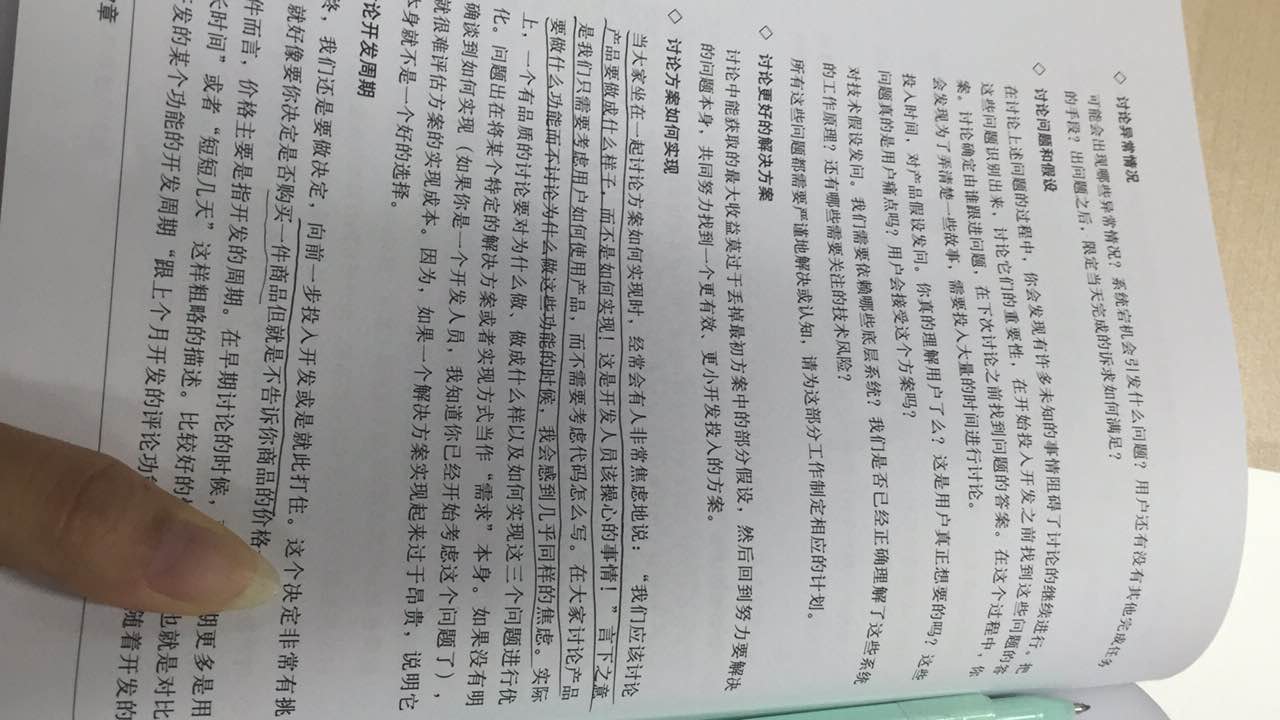 ◇ 讨论异常情况
可能会出现哪些异常情况？系统宕机会引发什么问题？用户还有没有其他完成任务
的手段？出问题之后，限定当天完成的诉求如何满足？
◇ 讨论问题和假设
在讨论上述问题的过程中，你会发现有许多未知的事情阻碍了讨论的继续进行。把
这些问题识别出来，讨论它们的重要性，在开始投入开发之前找到这些问题的答
案。讨论确定由谁跟进问题，在下次讨论之前找到问题的答案。在这个过程中，你
会发现为了弄清楚一些故事，需要投入大量的时间进行讨论。
投入时间，对产品假设发问。你真的理解用户了么？这是用户真正想要的吗？这些
问题真的是用户痛点吗？用户会接受这个方案吗？
对技术假设发问。我们需要依赖哪些底层系统？我们是否已经正确理解了这些系统
的工作原理？还有哪些需要关注的技术风险？
所有这些问题都需要严谨地解决或认知，请为这部分工作制定相应的计划。
◇ 讨论更好的解决方案
讨论中能获取的最大收益莫过于丢掉最初方案中的部分假设，然后回到努力要解决
的问题本身，共同努力找到一个更有效、更小开发投入的方案。
◇ 讨论方案如何实现
当大家坐在一起讨论方案如何实现时，经常会有人非常焦虑地说：“我们应该讨论
产品要做成什么样子，而不是如何实现！这是开发人员该操心的事情！”言下之意
是我们只需要考虑用户如何使用产品，而不需要考虑代码怎么写。在大家讨论产品
要做什么功能而不讨论为什么做这些功能的时候，我会感到几乎同样的焦虑。实际
上，一个有品质的讨论要对为什么做、做成什么样以及如何实现这三个问题进行优
化。问题出在将某个特定的解决方案或者实现方式当作“需求”本身。如果没有明
确谈到如何实现（如果你是一个开发人员，我知道你已经开始考虑这个问题了），
就很难评估方案的实现成本。因为，如果一个解决方案实现起来过于昂贵，说明它
本身就不是一个好的选择。
论开发周期
终，我们还是要做决定，向前一步投入开发或是就此打住。这个决定非常有挑
就好像要你决定是否购买一件商品但就是不告诉你商品的价格
件而言，价格主要是指开发的周期。在早期讨论的时候，期更多是用
长时间”或者“短短几天”这样粗略的描述。比较好的也就是对比
开发的某个功能的开发周期“跟上个月开发的评论功随着开发的
章